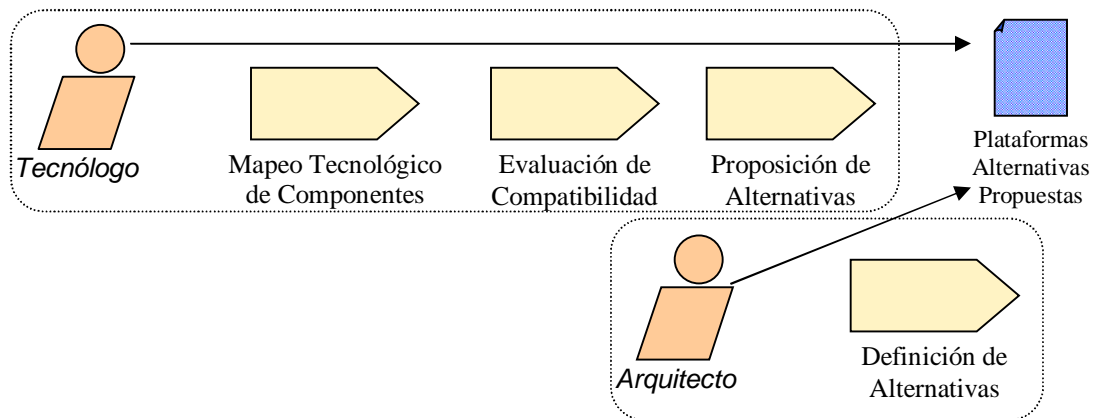 Tecnólogo
Mapeo Tecnológico
de Componentes
Evaluación de
Compatibilidad
Proposición de
Alternativas
Plataformas
Alternativas
Propuestas
Arquitecto
Definición de
Alternativas